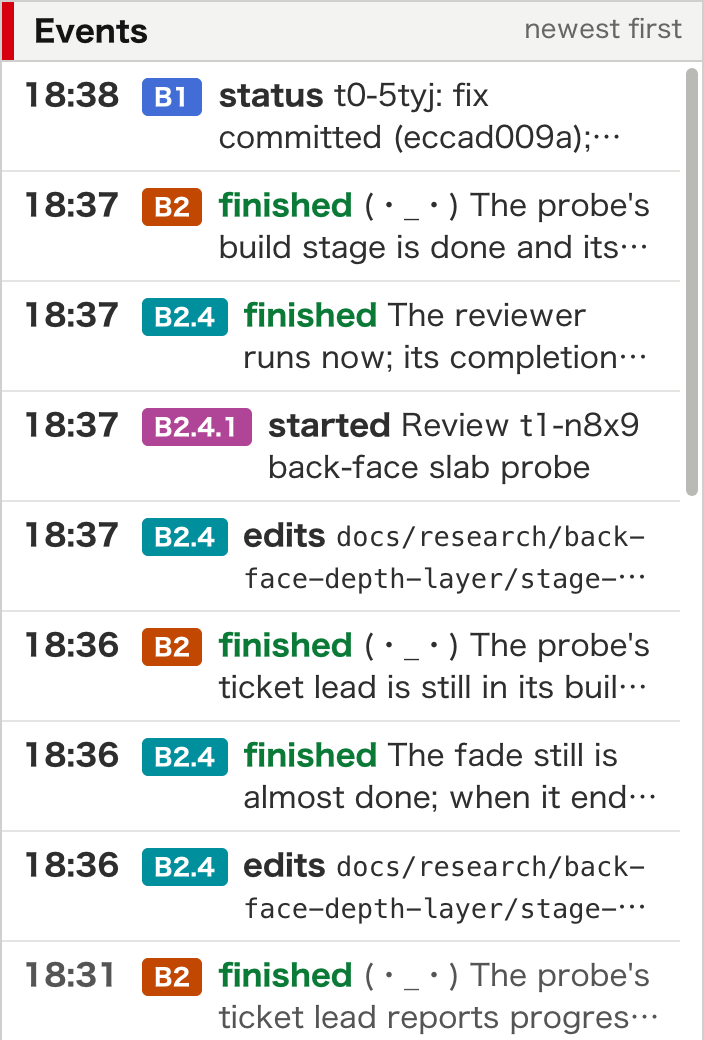 Events newest first
18:38 B1 status t0-5tyj: fix
committed (eccad009a);…
18:37 B2 finished (・_・) The probe's
build stage is done and its…
18:37 B2.4 finished The reviewer
runs now; its completion…
18:37 B2.4.1 started Review t1-n8x9
back-face slab probe
18:37 B2.4 edits docs/research/back-
face-depth-layer/stage-…
18:36 B2 finished (・_・) The probe's
ticket lead is still in its buil…
18:36 B2.4 finished The fade still is
almost done; when it end…
18:36 B2.4 edits docs/research/back-
face-depth-layer/stage-…
18:31 B2 finished (・_・) The probe's
ticket lead reports progres…